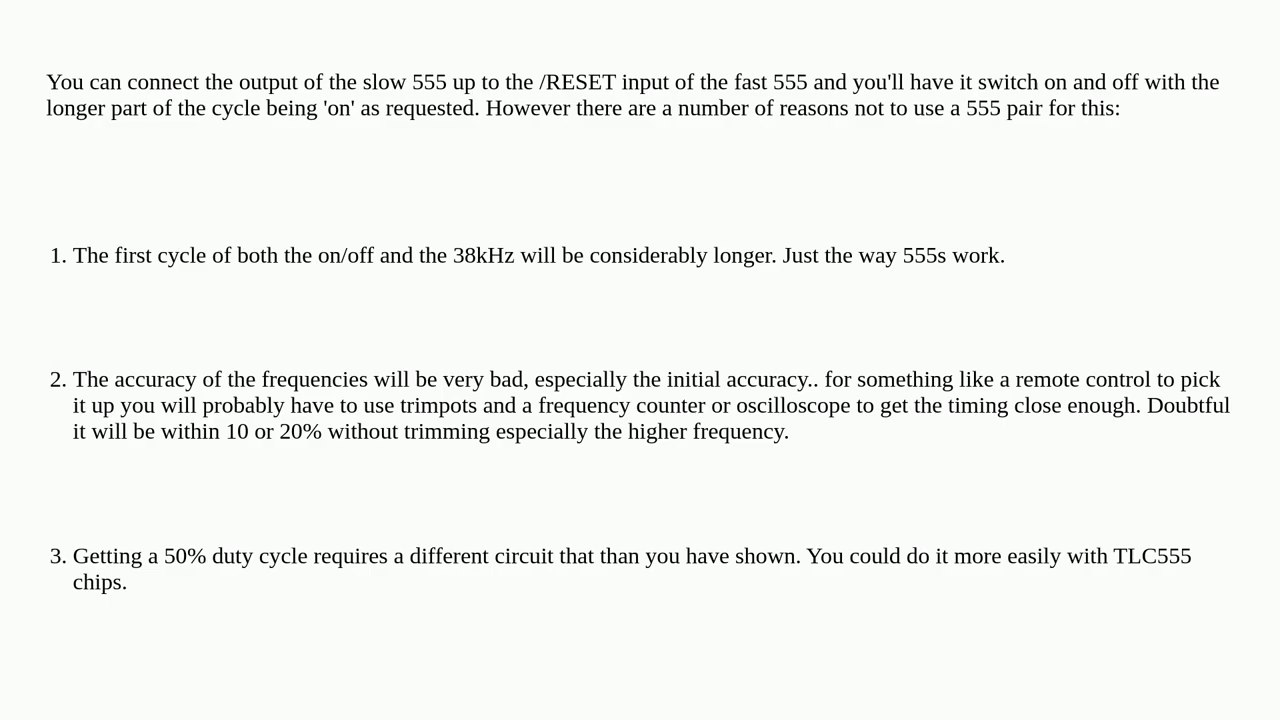 You can connect the output of the slow 555 up to the /RESET input of the fast 555 and you'll have it switch on and off with the
longer part of the cycle being 'on' as requested. However there are a number of reasons not to use a 555 pair for this:
1. The first cycle of both the on/off and the 38kHz will be considerably longer. Just the way 555s work.
2. The accuracy of the frequencies will be very bad, especially the initial accuracy.. for something like a remote control to pick
it up you will probably have to use trimpots and a frequency counter or oscilloscope to get the timing close enough. Doubtful
it will be within 10 or 20% without trimming especially the higher frequency.
3. Getting a 50% duty cycle requires a different circuit that than you have shown. You could do it more easily with TLC555
chips.